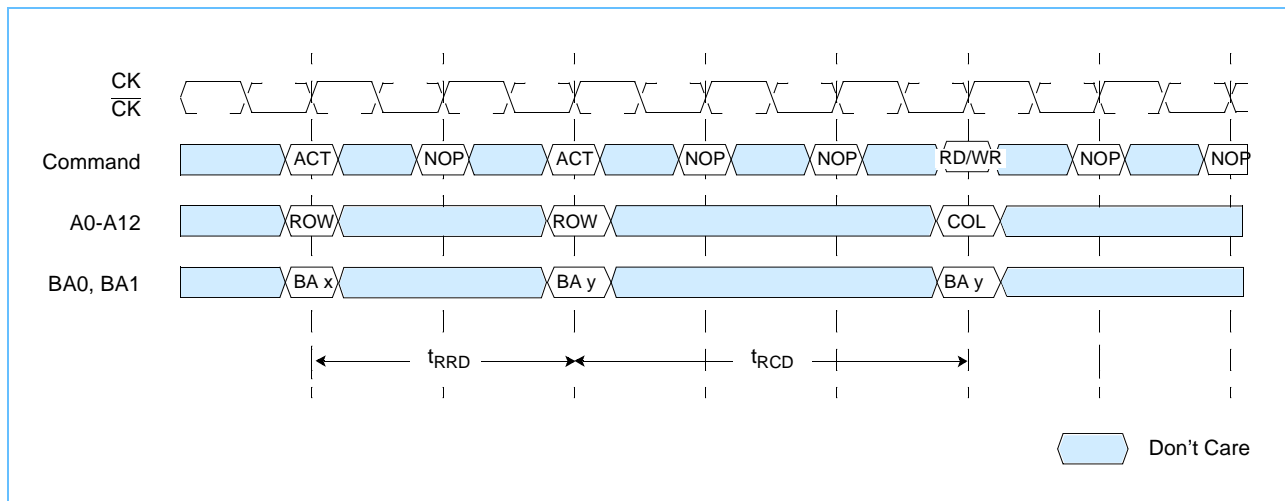 CK
CK
Command ACT NOP ACT NOP NOP RD/WR NOP NOP
A0-A12 ROW ROW COL
BA0, BA1 BA x BA y BA y
tRRD tRCD
Don't Care